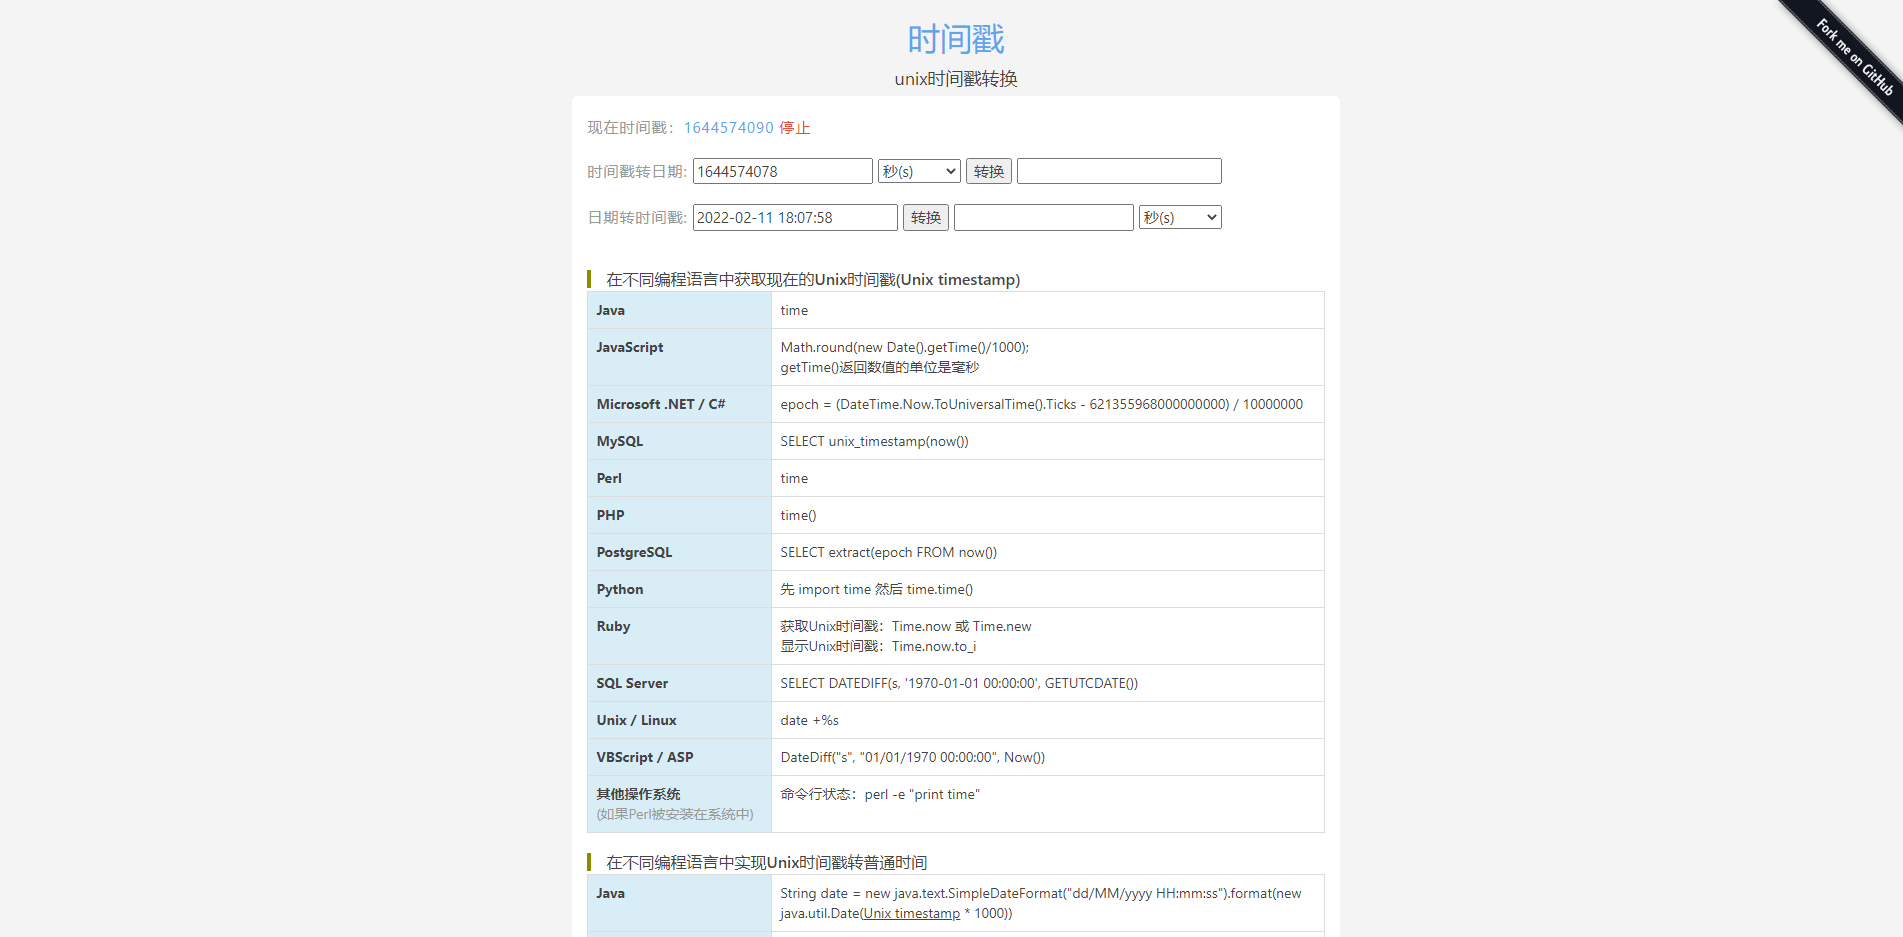 时间戳
Fork me on GitHub
unix时间戳转换
现在时间戳：1644574090 停止
时间戳转日期: 1644574078 秒(s) 转换
日期转时间戳: 2022-02-11 18:07:58 转换 秒(s)
在不同编程语言中获取现在的Unix时间戳(Unix timestamp)
Java time
JavaScript Math.round(new Date().getTime()/1000);
getTime()返回数值的单位是毫秒
Microsoft .NET / C# epoch = (DateTime.Now.ToUniversalTime().Ticks - 621355968000000000) / 10000000
MySQL SELECT unix_timestamp(now())
Perl time
PHP time()
PostgreSQL SELECT extract(epoch FROM now())
Python 先 import time 然后 time.time()
Ruby 获取Unix时间戳：Time.now 或 Time.new
显示Unix时间戳：Time.now.to_i
SQL Server SELECT DATEDIFF(s, '1970-01-01 00:00:00', GETUTCDATE())
Unix / Linux date +%s
VBScript / ASP DateDiff("s", "01/01/1970 00:00:00", Now())
其他操作系统 命令行状态：perl -e "print time"
(如果Perl被安装在系统中)
在不同编程语言中实现Unix时间戳转普通时间
Java String date = new java.text.SimpleDateFormat("dd/MM/yyyy HH:mm:ss").format(new
java.util.Date(Unix timestamp * 1000))